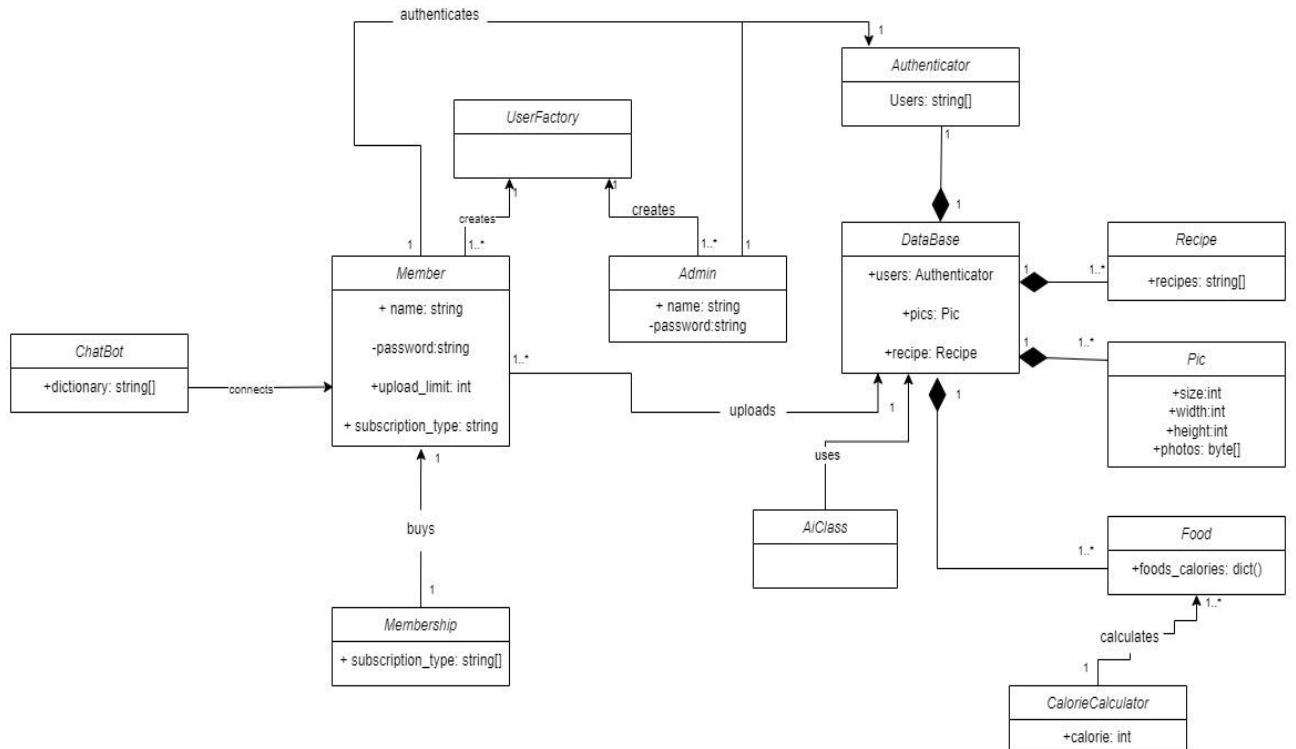 authenticates
1
Authenticator
Users: string[]
1
UserFactory
1
1
creates
creates
1
1..*
1..*
1
1
DataBase
+users: Authenticator
+pics: Pic
+recipe: Recipe
1
1..*
Recipe
+recipes: string[]
Member
+ name: string
-password:string
+upload_limit: int
+ subscription_type: string
Admin
+ name: string
-password:string
ChatBot
+dictionary: string[]
connects
1..*
uploads
1
1
1..*
Pic
+size:int
+width:int
+height:int
+photos: byte[]
1
uses
AiClass
1
buys
1
Membership
+ subscription_type: string[]
1..*
Food
+foods_calories: dict()
1..*
calculates
1
CalorieCalculator
+calorie: int